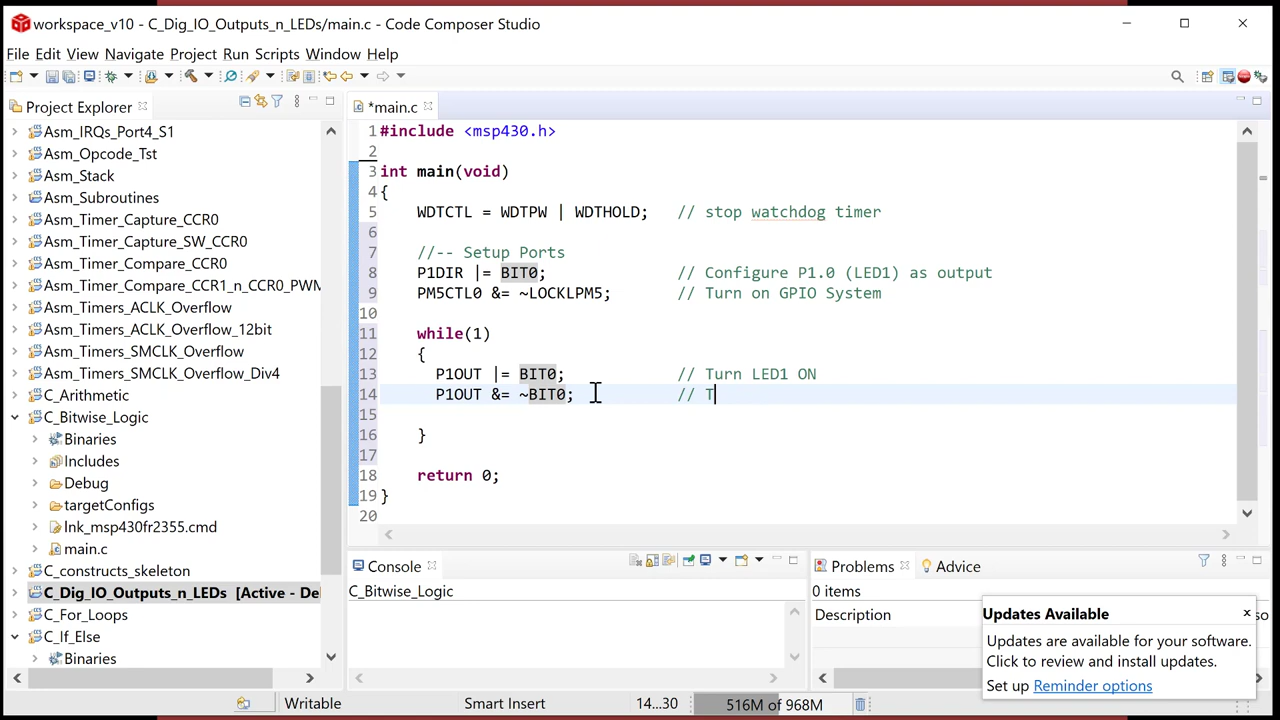 workspace_v10 - C_Dig_IO_Outputs_n_LEDs/main.c - Code Composer Studio
File Edit View Navigate Project Run Scripts Window Help
Project Explorer
Asm_IRQs_Port4_S1
Asm_Opcode_Tst
Asm_Stack
Asm_Subroutines
Asm_Timer_Capture_CCR0
Asm_Timer_Capture_SW_CCR0
Asm_Timer_Compare_CCR0
Asm_Timer_Compare_CCR1_n_CCR0_PWM
Asm_Timers_ACLK_Overflow
Asm_Timers_ACLK_Overflow_12bit
Asm_Timers_SMCLK_Overflow
Asm_Timers_SMCLK_Overflow_Div4
C_Arithmetic
C_Bitwise_Logic
Binaries
Includes
Debug
targetConfigs
lnk_msp430fr2355.cmd
main.c
C_constructs_skeleton
C_Dig_IO_Outputs_n_LEDs [Active - De
C_For_Loops
C_If_Else
Binaries
*main.c
1 #include <msp430.h>
2
3 int main(void)
4 {
5 WDTCTL = WDTPW | WDTHOLD; // stop watchdog timer
6
7 //-- Setup Ports
8 P1DIR |= BIT0; // Configure P1.0 (LED1) as output
9 PM5CTL0 &= ~LOCKLPM5; // Turn on GPIO System
10
11 while(1)
12 {
13 P1OUT |= BIT0; // Turn LED1 ON
14 P1OUT &= ~BIT0; // T
15
16 }
17
18 return 0;
19 }
20
Console
C_Bitwise_Logic
Problems Advice
0 items
Description
Updates Available
Updates are available for your software.
Click to review and install updates.
Set up Reminder options
Writable Smart Insert 14...30 516M of 968M